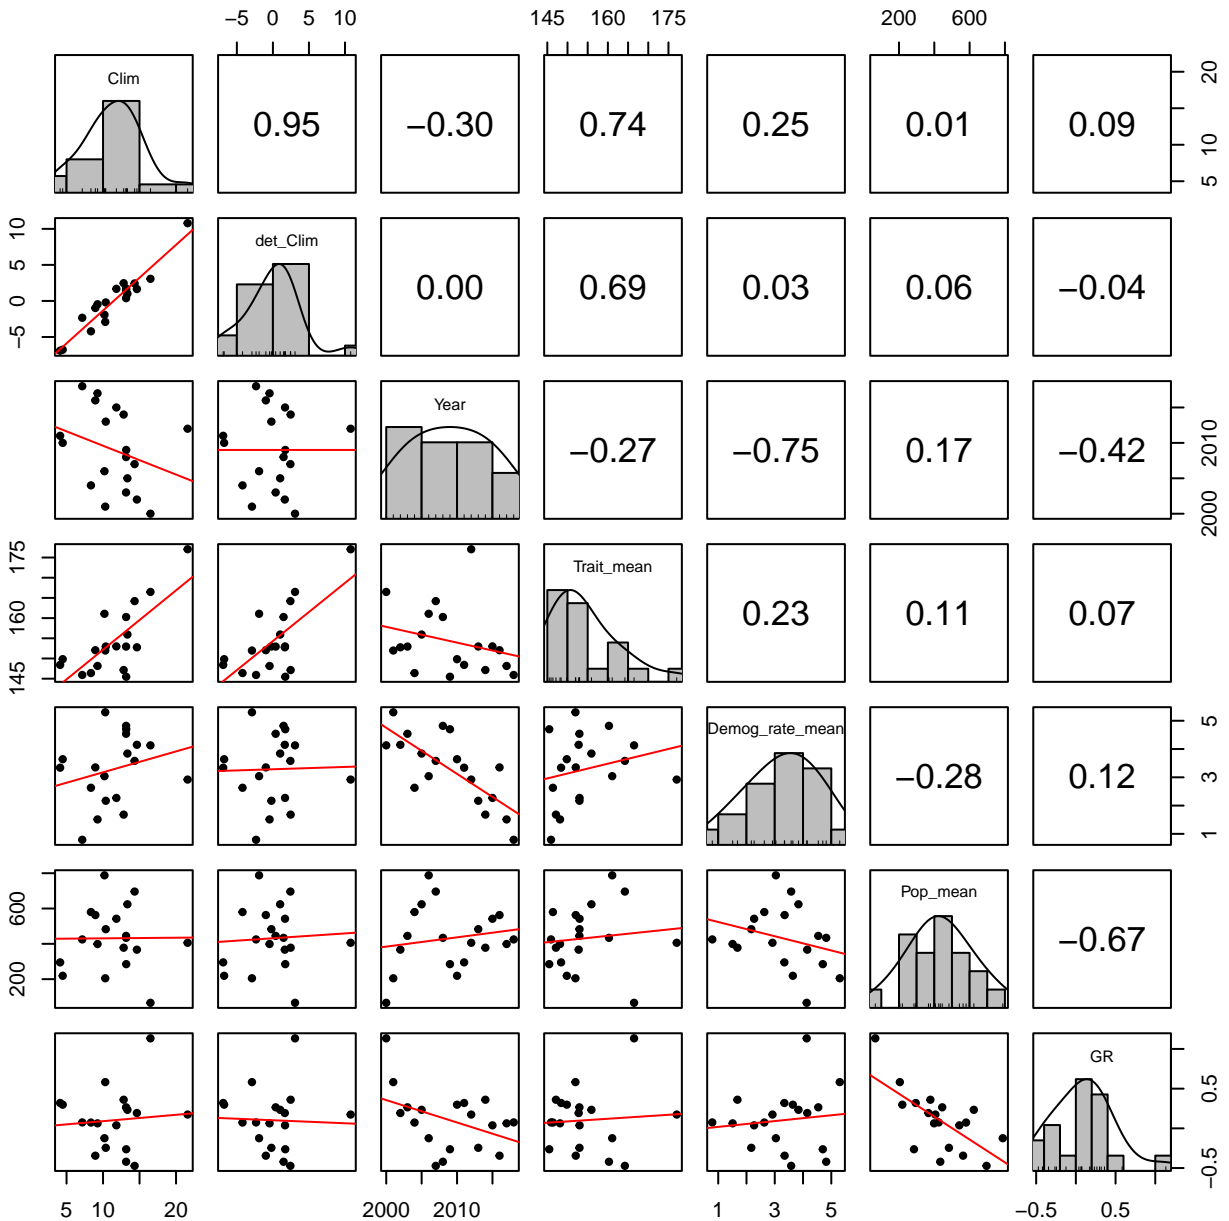 −5 0 5 10 145 160 175 200 600
Clim 0.95 −0.30 0.74 0.25 0.01 0.09
5 10 20
−5 0 5 10
det_Clim 0.00 0.69 0.03 0.06 −0.04
Year −0.27 −0.75 0.17 −0.42
2000 2010
145 160 175
Trait_mean 0.23 0.11 0.07
Demog_rate_mean −0.28 0.12
1 3 5
200 600
Pop_mean −0.67
GR
−0.5 0.5
5 10 20 2000 2010 1 3 5 −0.5 0.5